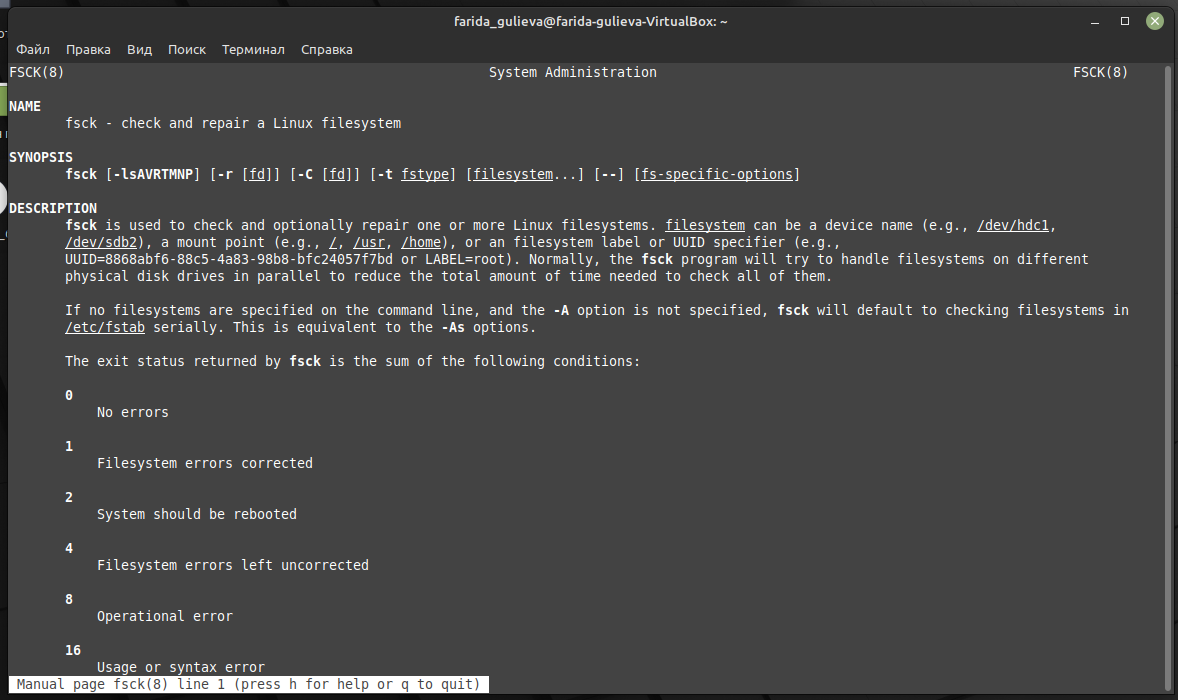 farida_gulieva@farida-gulieva-VirtualBox: ~
Файл Правка Вид Поиск Терминал Справка
FSCK(8) System Administration FSCK(8)
NAME
fsck - check and repair a Linux filesystem
SYNOPSIS
fsck [-lsAVRTMNP] [-r [fd]] [-C [fd]] [-t fstype] [filesystem...] [--] [fs-specific-options]
DESCRIPTION
fsck is used to check and optionally repair one or more Linux filesystems. filesystem can be a device name (e.g., /dev/hdc1,
/dev/sdb2), a mount point (e.g., /, /usr, /home), or an filesystem label or UUID specifier (e.g.,
UUID=8868abf6-88c5-4a83-98b8-bfc24057f7bd or LABEL=root). Normally, the fsck program will try to handle filesystems on different
physical disk drives in parallel to reduce the total amount of time needed to check all of them.
If no filesystems are specified on the command line, and the -A option is not specified, fsck will default to checking filesystems in
/etc/fstab serially. This is equivalent to the -As options.
The exit status returned by fsck is the sum of the following conditions:
0
No errors
1
Filesystem errors corrected
2
System should be rebooted
4
Filesystem errors left uncorrected
8
Operational error
16
Usage or syntax error
Manual page fsck(8) line 1 (press h for help or q to quit)